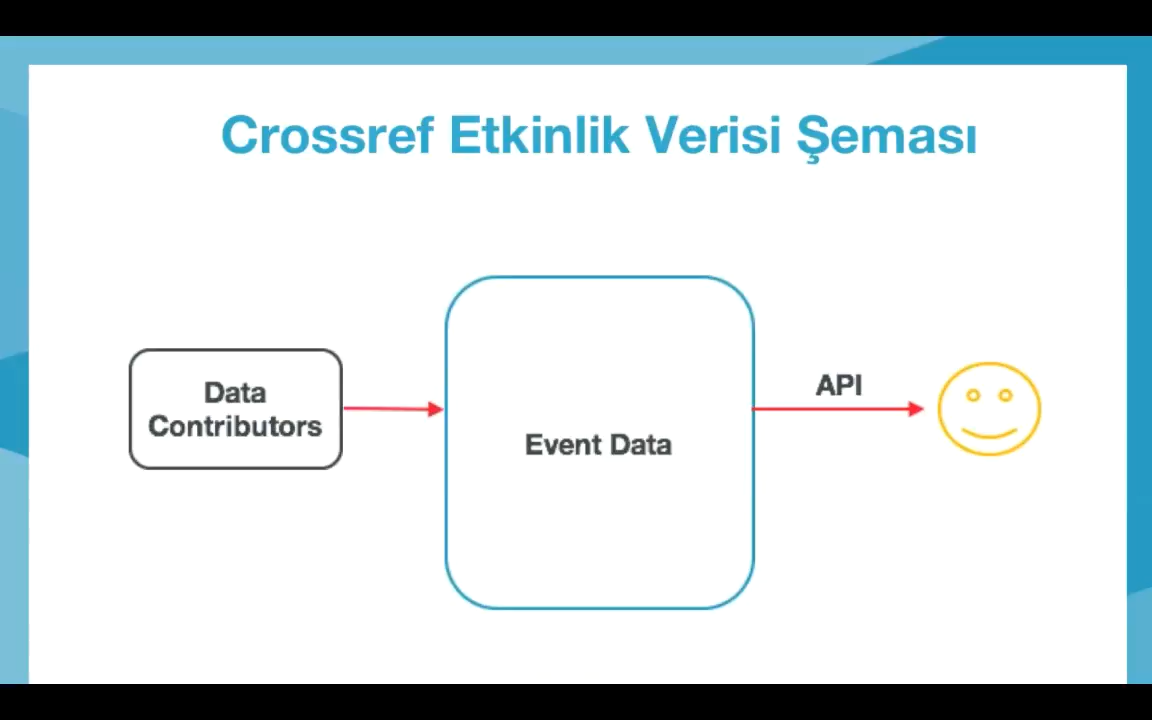 Crossref Etkinlik Verisi Şeması
Data
Contributors
Event Data
API